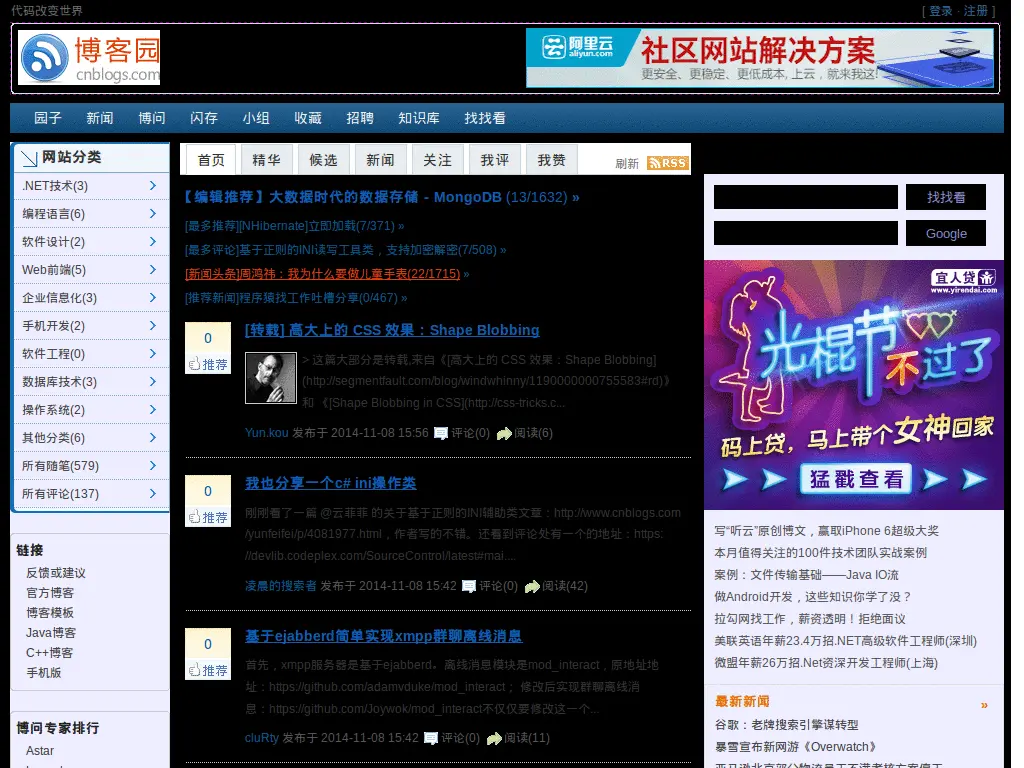 代码改变世界
[ 登录 · 注册 ]
博客园
cnblogs.com
阿里云
aliyun.com
社区网站解决方案
更安全、更稳定、更低成本, 上云，就来我这!
园子 新闻 博问 闪存 小组 收藏 招聘 知识库 找找看
网站分类
.NET技术(3)
编程语言(6)
软件设计(2)
Web前端(5)
企业信息化(3)
手机开发(2)
软件工程(0)
数据库技术(3)
操作系统(2)
其他分类(6)
所有随笔(579)
所有评论(137)
链接
反馈或建议
官方博客
博客模板
Java博客
C++博客
手机版
博问专家排行
Astar
首页 精华 候选 新闻 关注 我评 我赞 刷新 RSS
【编辑推荐】大数据时代的数据存储 - MongoDB (13/1632) »
[最多推荐][NHibernate]立即加载(7/371) »
[最多评论]基于正则的INI读写工具类，支持加密解密(7/508) »
[新闻头条]周鸿祎：我为什么要做儿童手表(22/1715) »
[推荐新闻]程序猿找工作吐槽分享(0/467) »
0
推荐
[转载] 高大上的 CSS 效果：Shape Blobbing
> 这篇大部分是转载,来自《[高大上的 CSS 效果：Shape Blobbing]
(http://segmentfault.com/blog/windwhinny/1190000000755583#rd)》
和 《[Shape Blobbing in CSS](http://css-tricks.c...
Yun.kou 发布于 2014-11-08 15:56 评论(0) 阅读(6)
0
推荐
我也分享一个c# ini操作类
刚刚看了一篇 @云菲菲 的关于基于正则的INI辅助类文章：http://www.cnblogs.com
/yunfeifei/p/4081977.html，作者写的不错。还看到评论处有一个的地址：https:
//devlib.codeplex.com/SourceControl/latest#mai....
凌晨的搜索者 发布于 2014-11-08 15:42 评论(0) 阅读(42)
0
推荐
基于ejabberd简单实现xmpp群聊离线消息
首先，xmpp服务器是基于ejabberd。离线消息模块是mod_interact，原地址地
址：https://github.com/adamvduke/mod_interact； 修改后实现群聊离线消
息：https://github.com/Joywok/mod_interact不仅仅要修改这一个...
cluRty 发布于 2014-11-08 15:42 评论(0) 阅读(11)
找找看
Google
宜人贷
www.yirendai.com
光棍节
不过了
码上贷，马上带个女神回家
猛戳查看
写“听云”原创博文，赢取iPhone 6超级大奖
本月值得关注的100件技术团队实战案例
案例：文件传输基础——Java IO流
做Android开发，这些知识你学了没？
拉勾网找工作，薪资透明！拒绝面议
美联英语年薪23.4万招.NET高级软件工程师(深圳)
微盟年薪26万招.Net资深开发工程师(上海)
最新新闻 »
谷歌：老牌搜索引擎谋转型
暴雪宣布新网游《Overwatch》